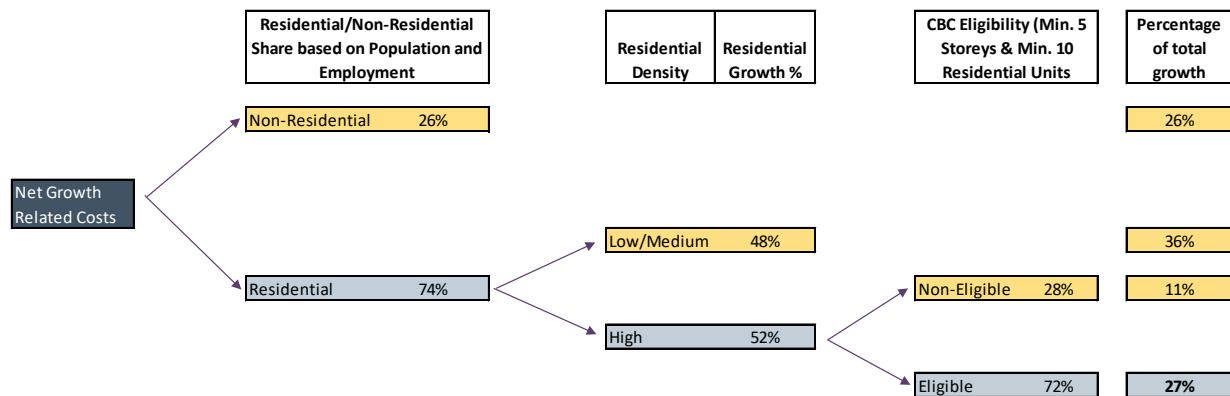 Residential/Non-Residential
Share based on Population and
Employment
Residential
Density
Residential
Growth %
CBC Eligibility (Min. 5
Storeys & Min. 10
Residential Units
Percentage
of total
growth
Non-Residential 26%
26%
Net Growth
Related Costs
Low/Medium 48%
36%
Residential 74%
Non-Eligible 28%
11%
High 52%
Eligible 72%
27%